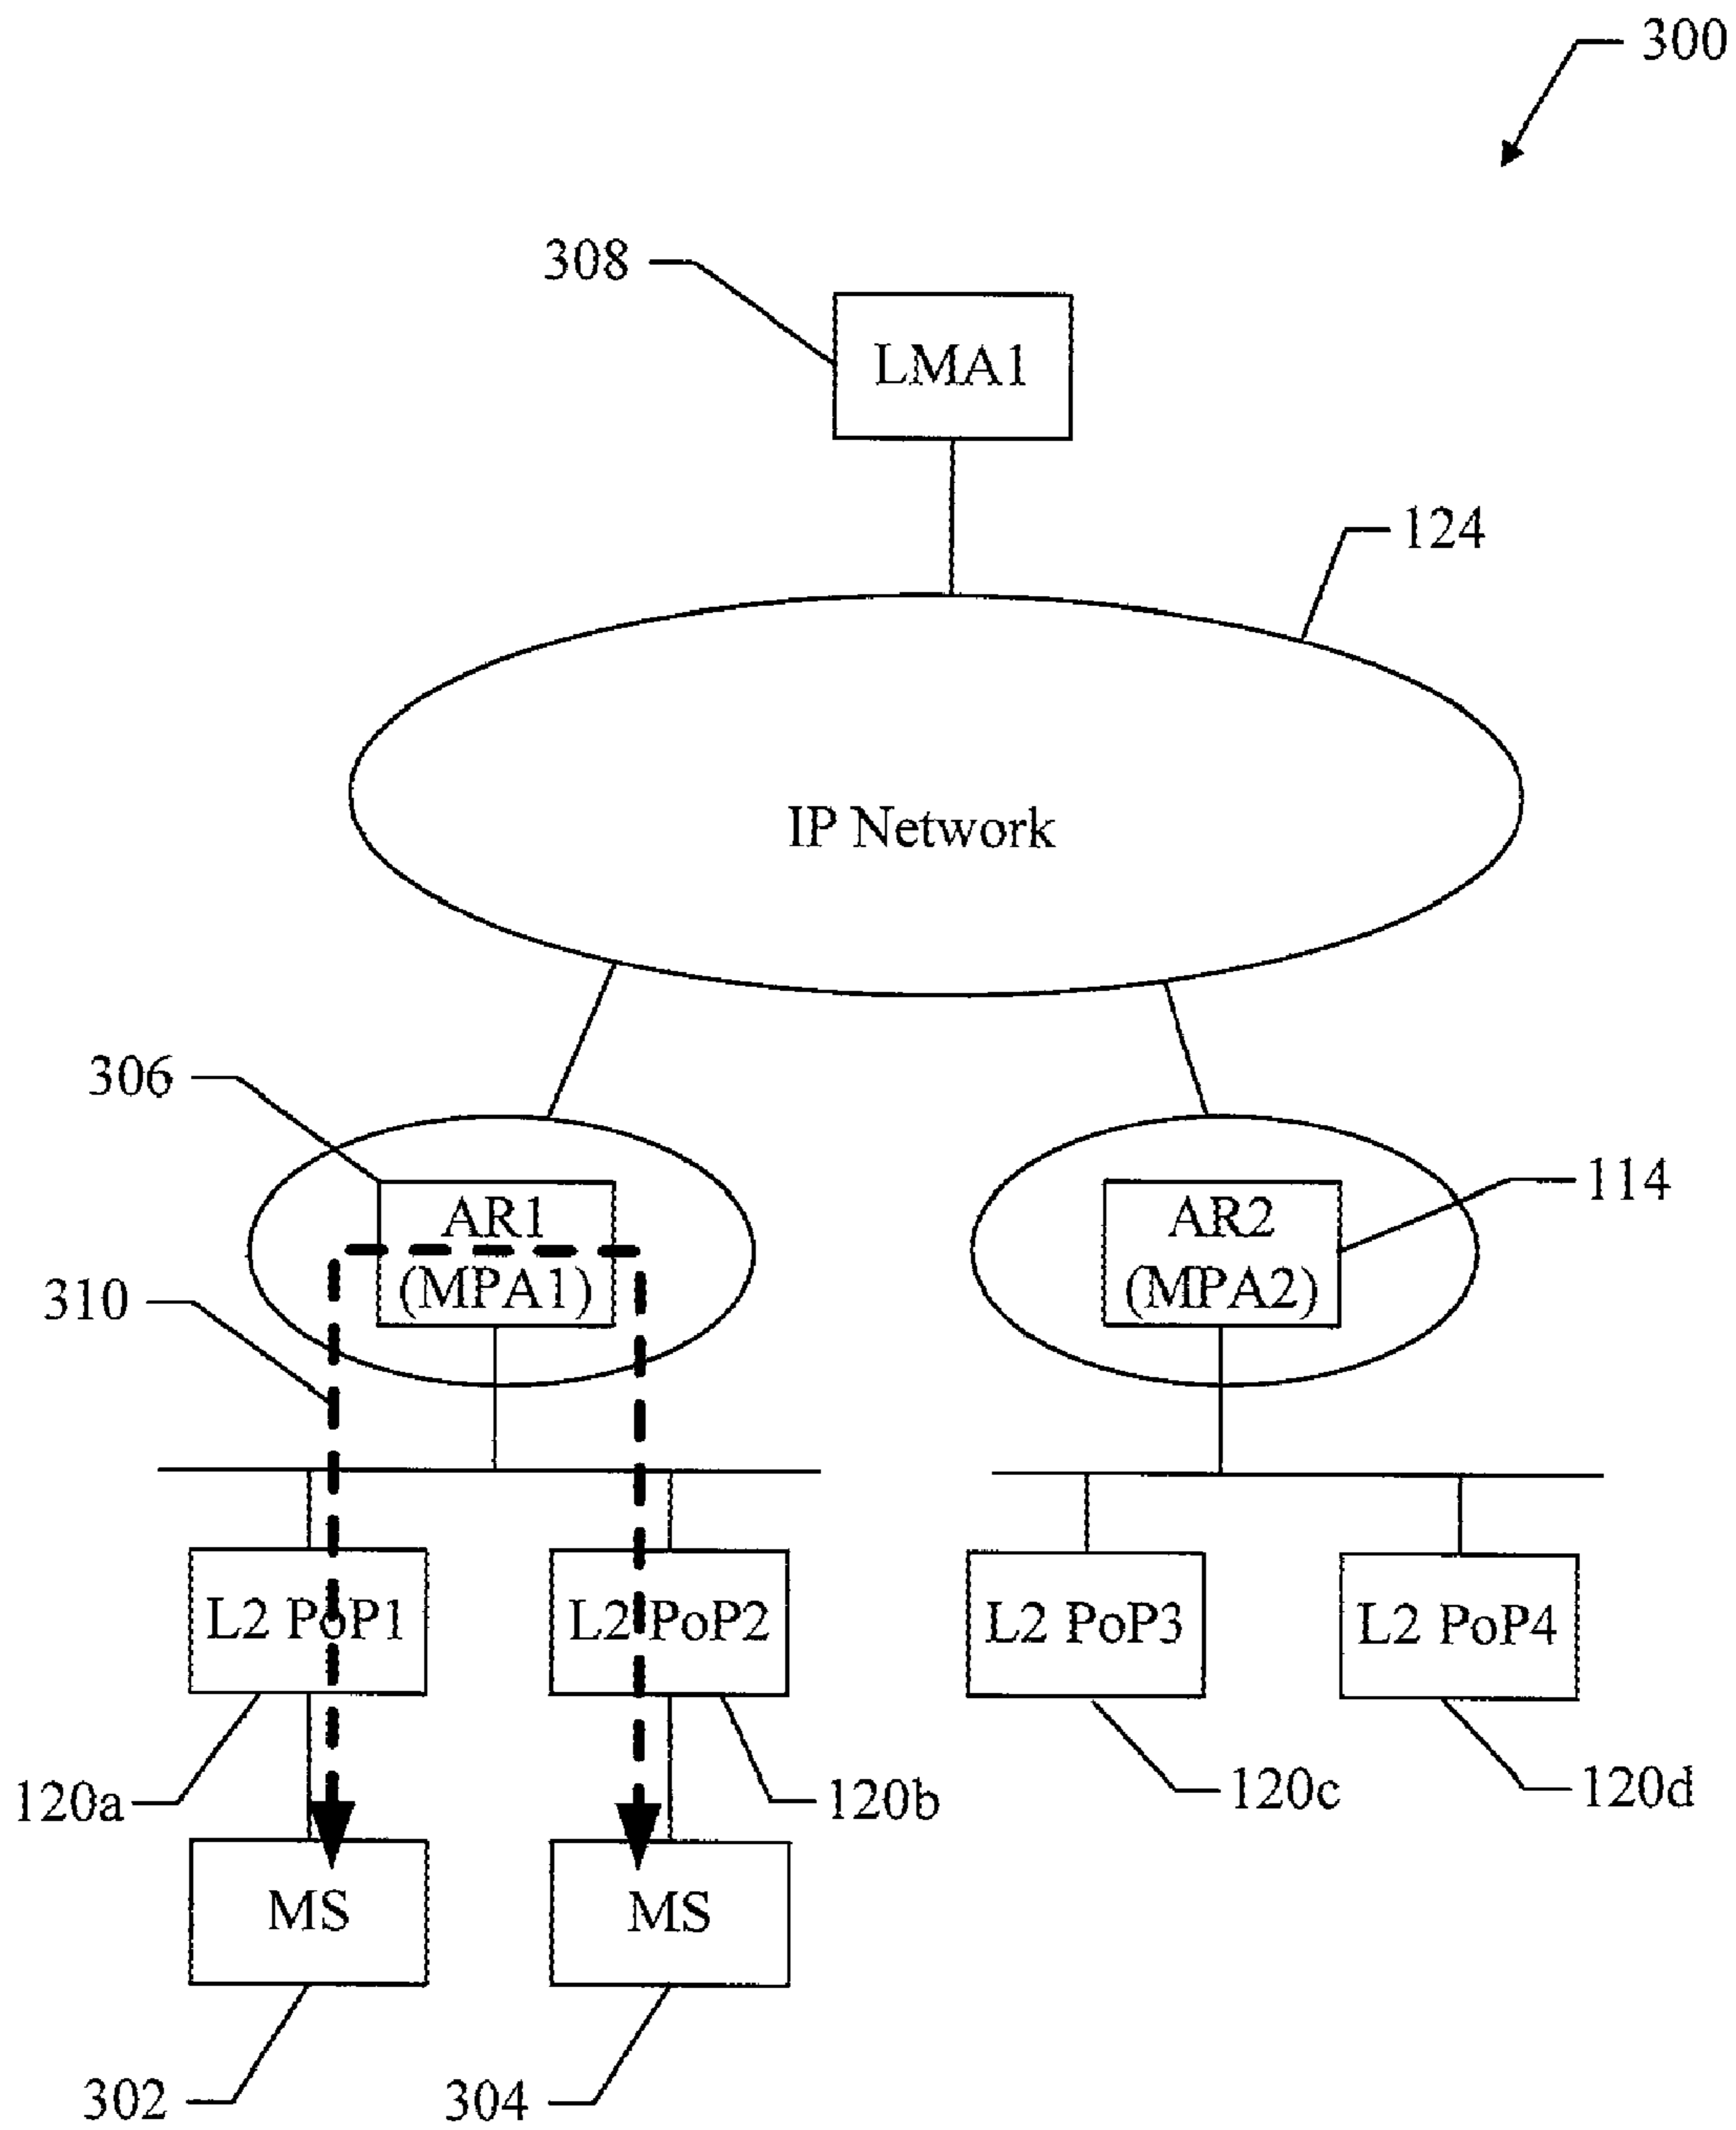 300
308
LMA1
124
IP Network
306
AR1
(MPA1)
AR2
(MPA2)
114
310
L2 PoP1
L2 PoP2
L2 PoP3
L2 PoP4
120a
120b
120c
120d
MS
MS
302
304